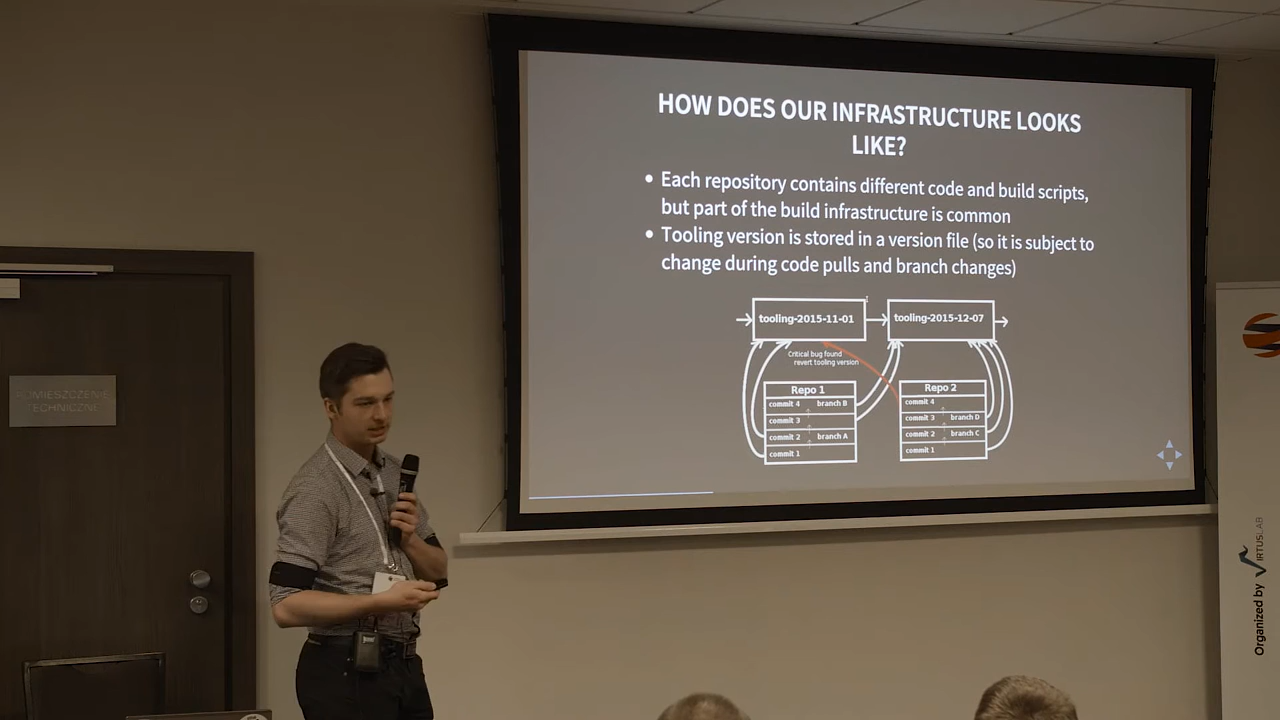 HOW DOES OUR INFRASTRUCTURE LOOKS
LIKE?
• Each repository contains different code and build scripts,
but part of the build infrastructure is common
• Tooling version is stored in a version file (so it is subject to
change during code pulls and branch changes)
tooling-2015-11-01
tooling-2015-12-07
Critical bug found
revert tooling version
Repo 1
commit 4 branch B
commit 3
commit 2 branch A
commit 1
Repo 2
commit 4
commit 3 branch D
commit 2 branch C
commit 1
POMIESZCZENIE
TECHNICZNE
Organized by VIRTUSLAB